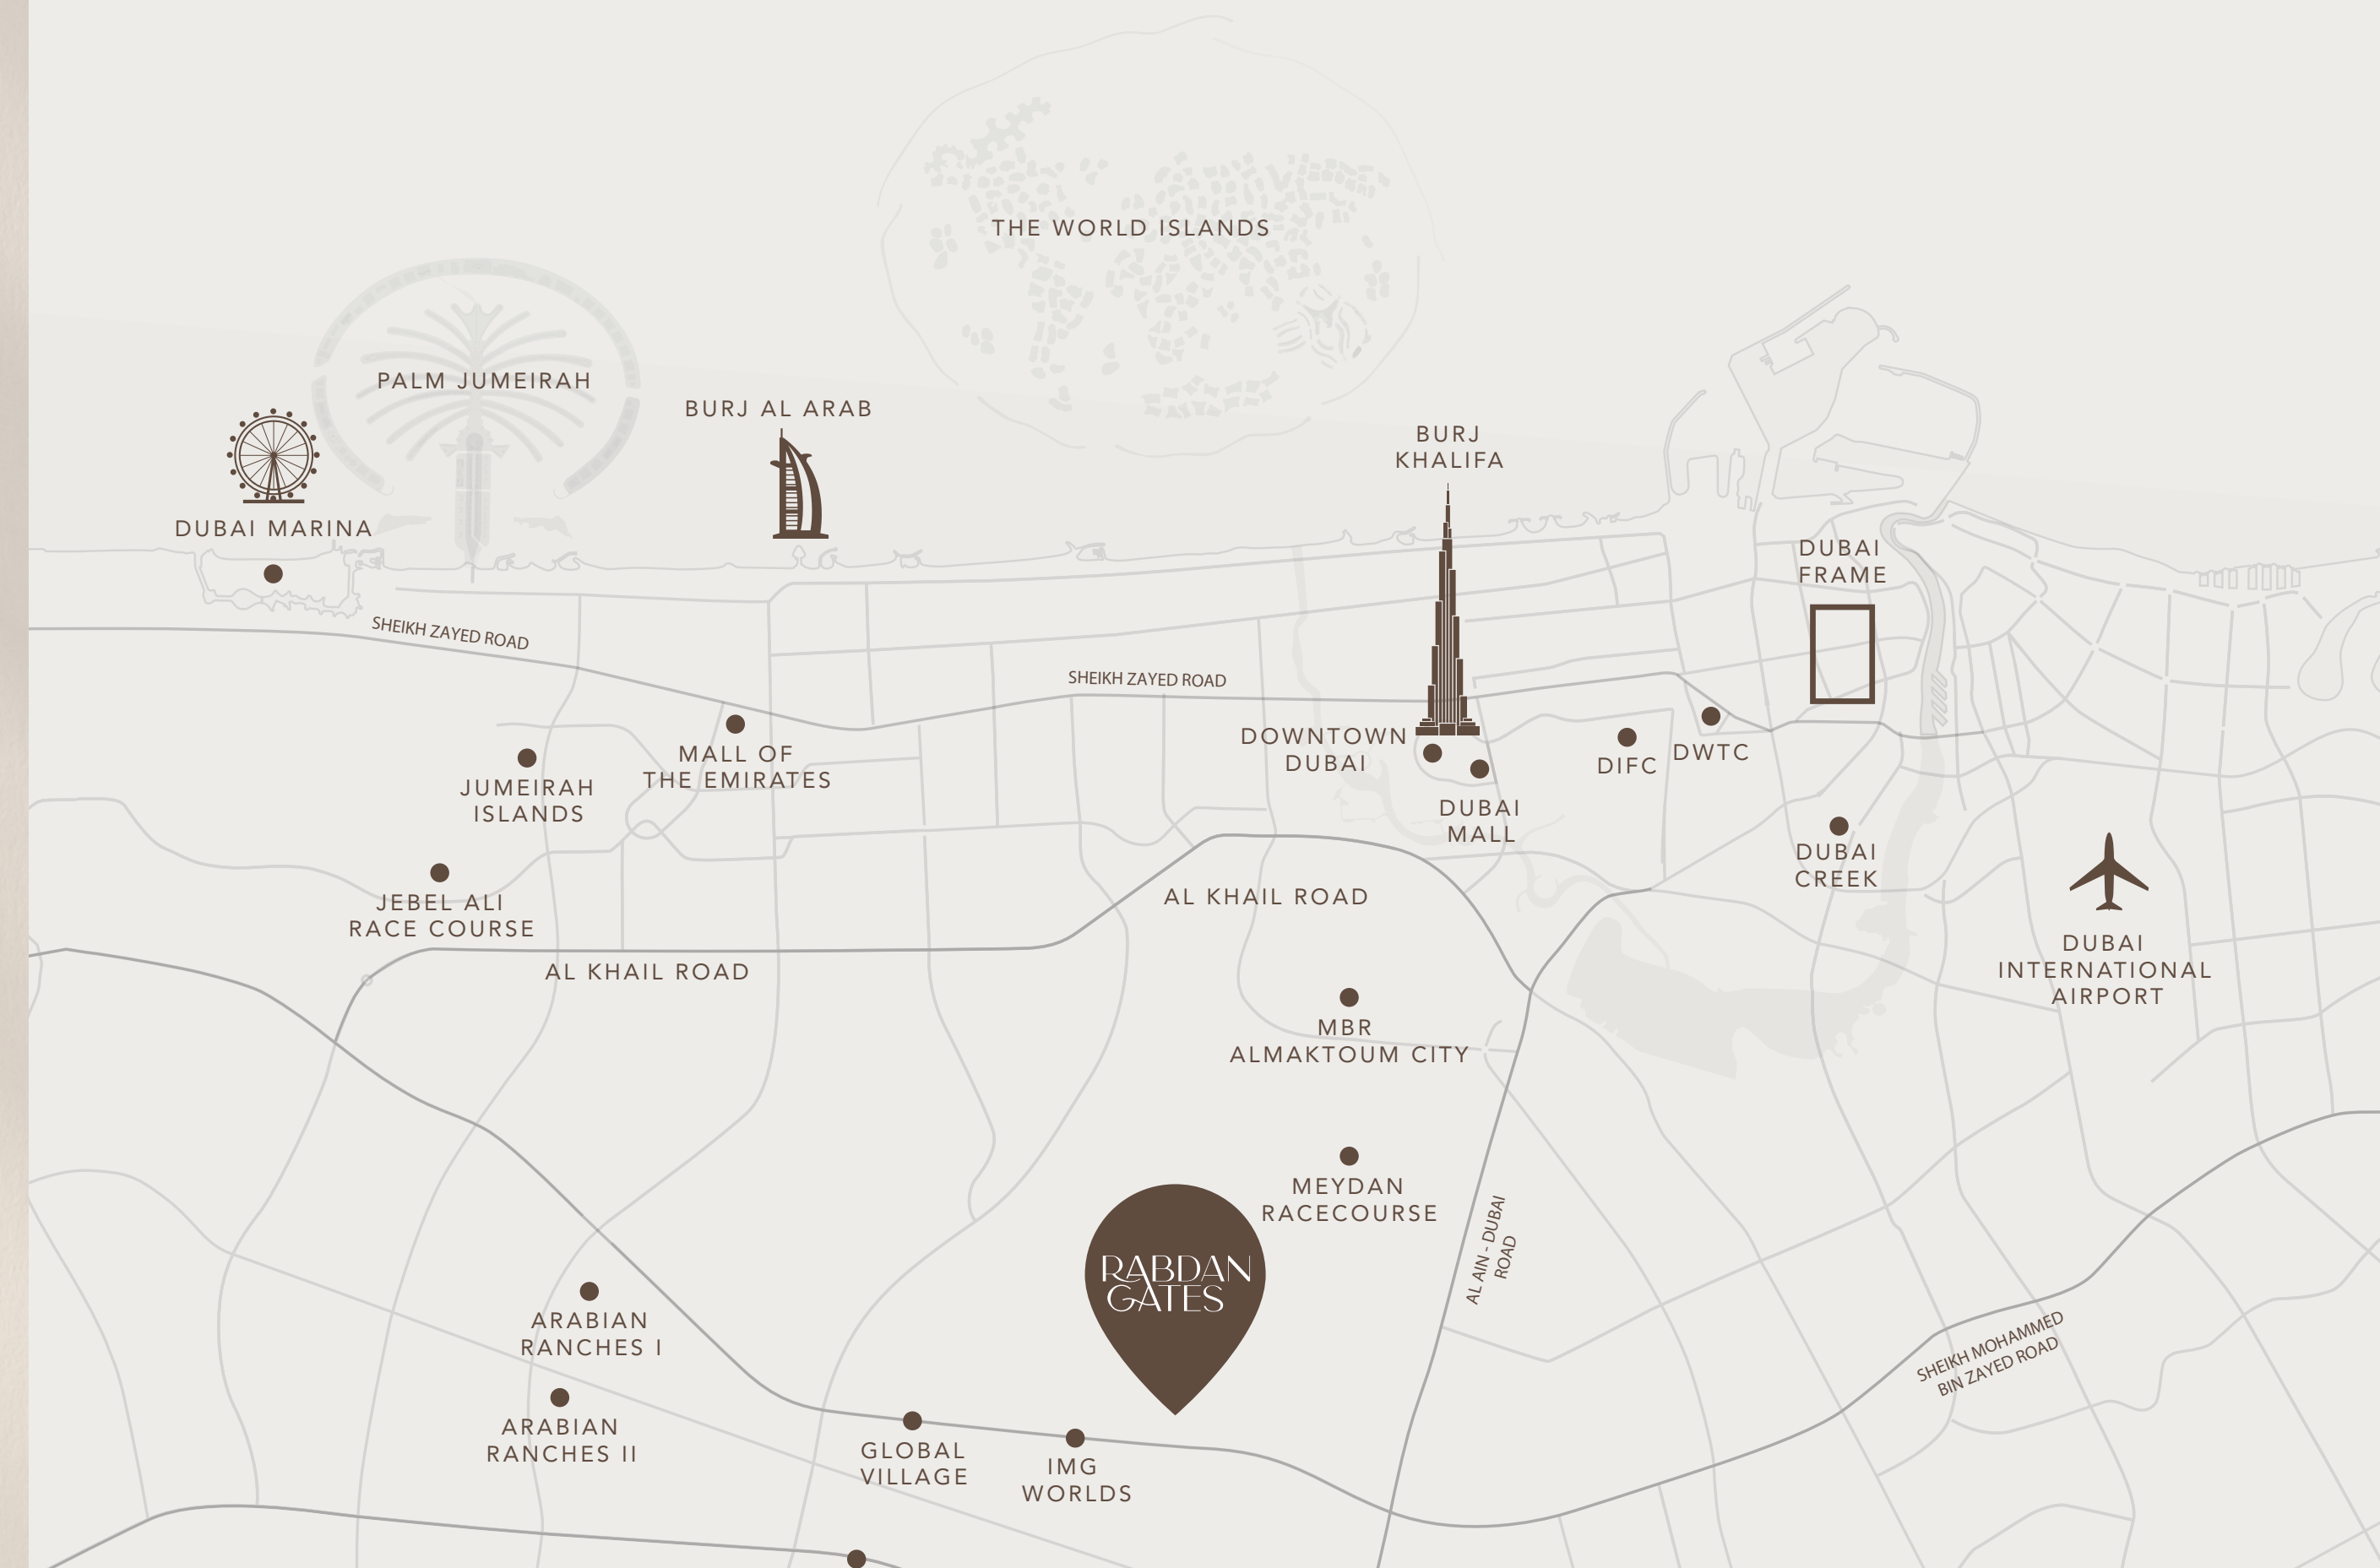 THE WORLD ISLANDS
PALM JUMEIRAH
BURJ AL ARAB
BURJ
KHALIFA
DUBAI MARINA
DUBAI
FRAME
SHEIKH ZAYED ROAD
SHEIKH ZAYED ROAD
DOWNTOWN
DUBAI
MALL OF
THE EMIRATES
DIFC
DWTC
JUMEIRAH
ISLANDS
DUBAI
MALL
DUBAI
CREEK
JEBEL ALI
RACE COURSE
AL KHAIL ROAD
DUBAI
INTERNATIONAL
AIRPORT
AL KHAIL ROAD
MBR
ALMAKTOUM CITY
MEYDAN
RACECOURSE
AL AIN - DUBAI
ROAD
RABDAN
GATES
ARABIAN
RANCHES I
SHEIKH MOHAMMED
BIN ZAYED ROAD
ARABIAN
RANCHES II
GLOBAL
VILLAGE
IMG
WORLDS